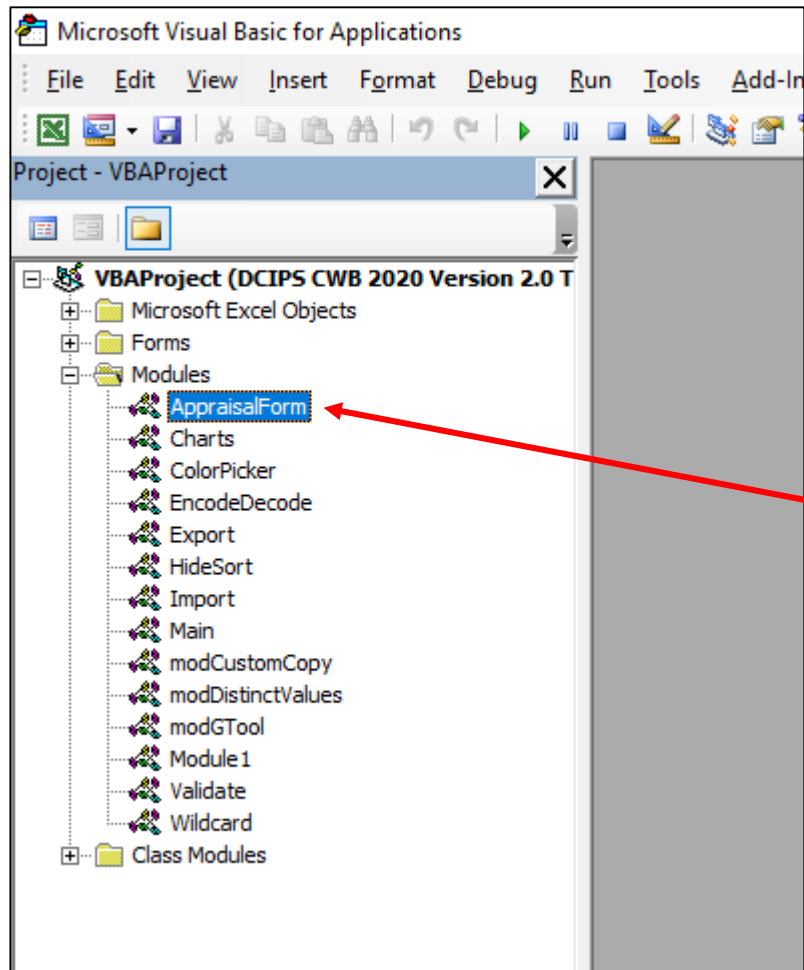 Microsoft Visual Basic for Applications
File Edit View Insert Format Debug Run Tools Add-In
Project - VBAProject
VBAProject (DCIPS CWB 2020 Version 2.0 T
Microsoft Excel Objects
Forms
Modules
AppraisalForm
Charts
ColorPicker
EncodeDecode
Export
HideSort
Import
Main
modCustomCopy
modDistinctValues
modGTool
Module1
Validate
Wildcard
Class Modules